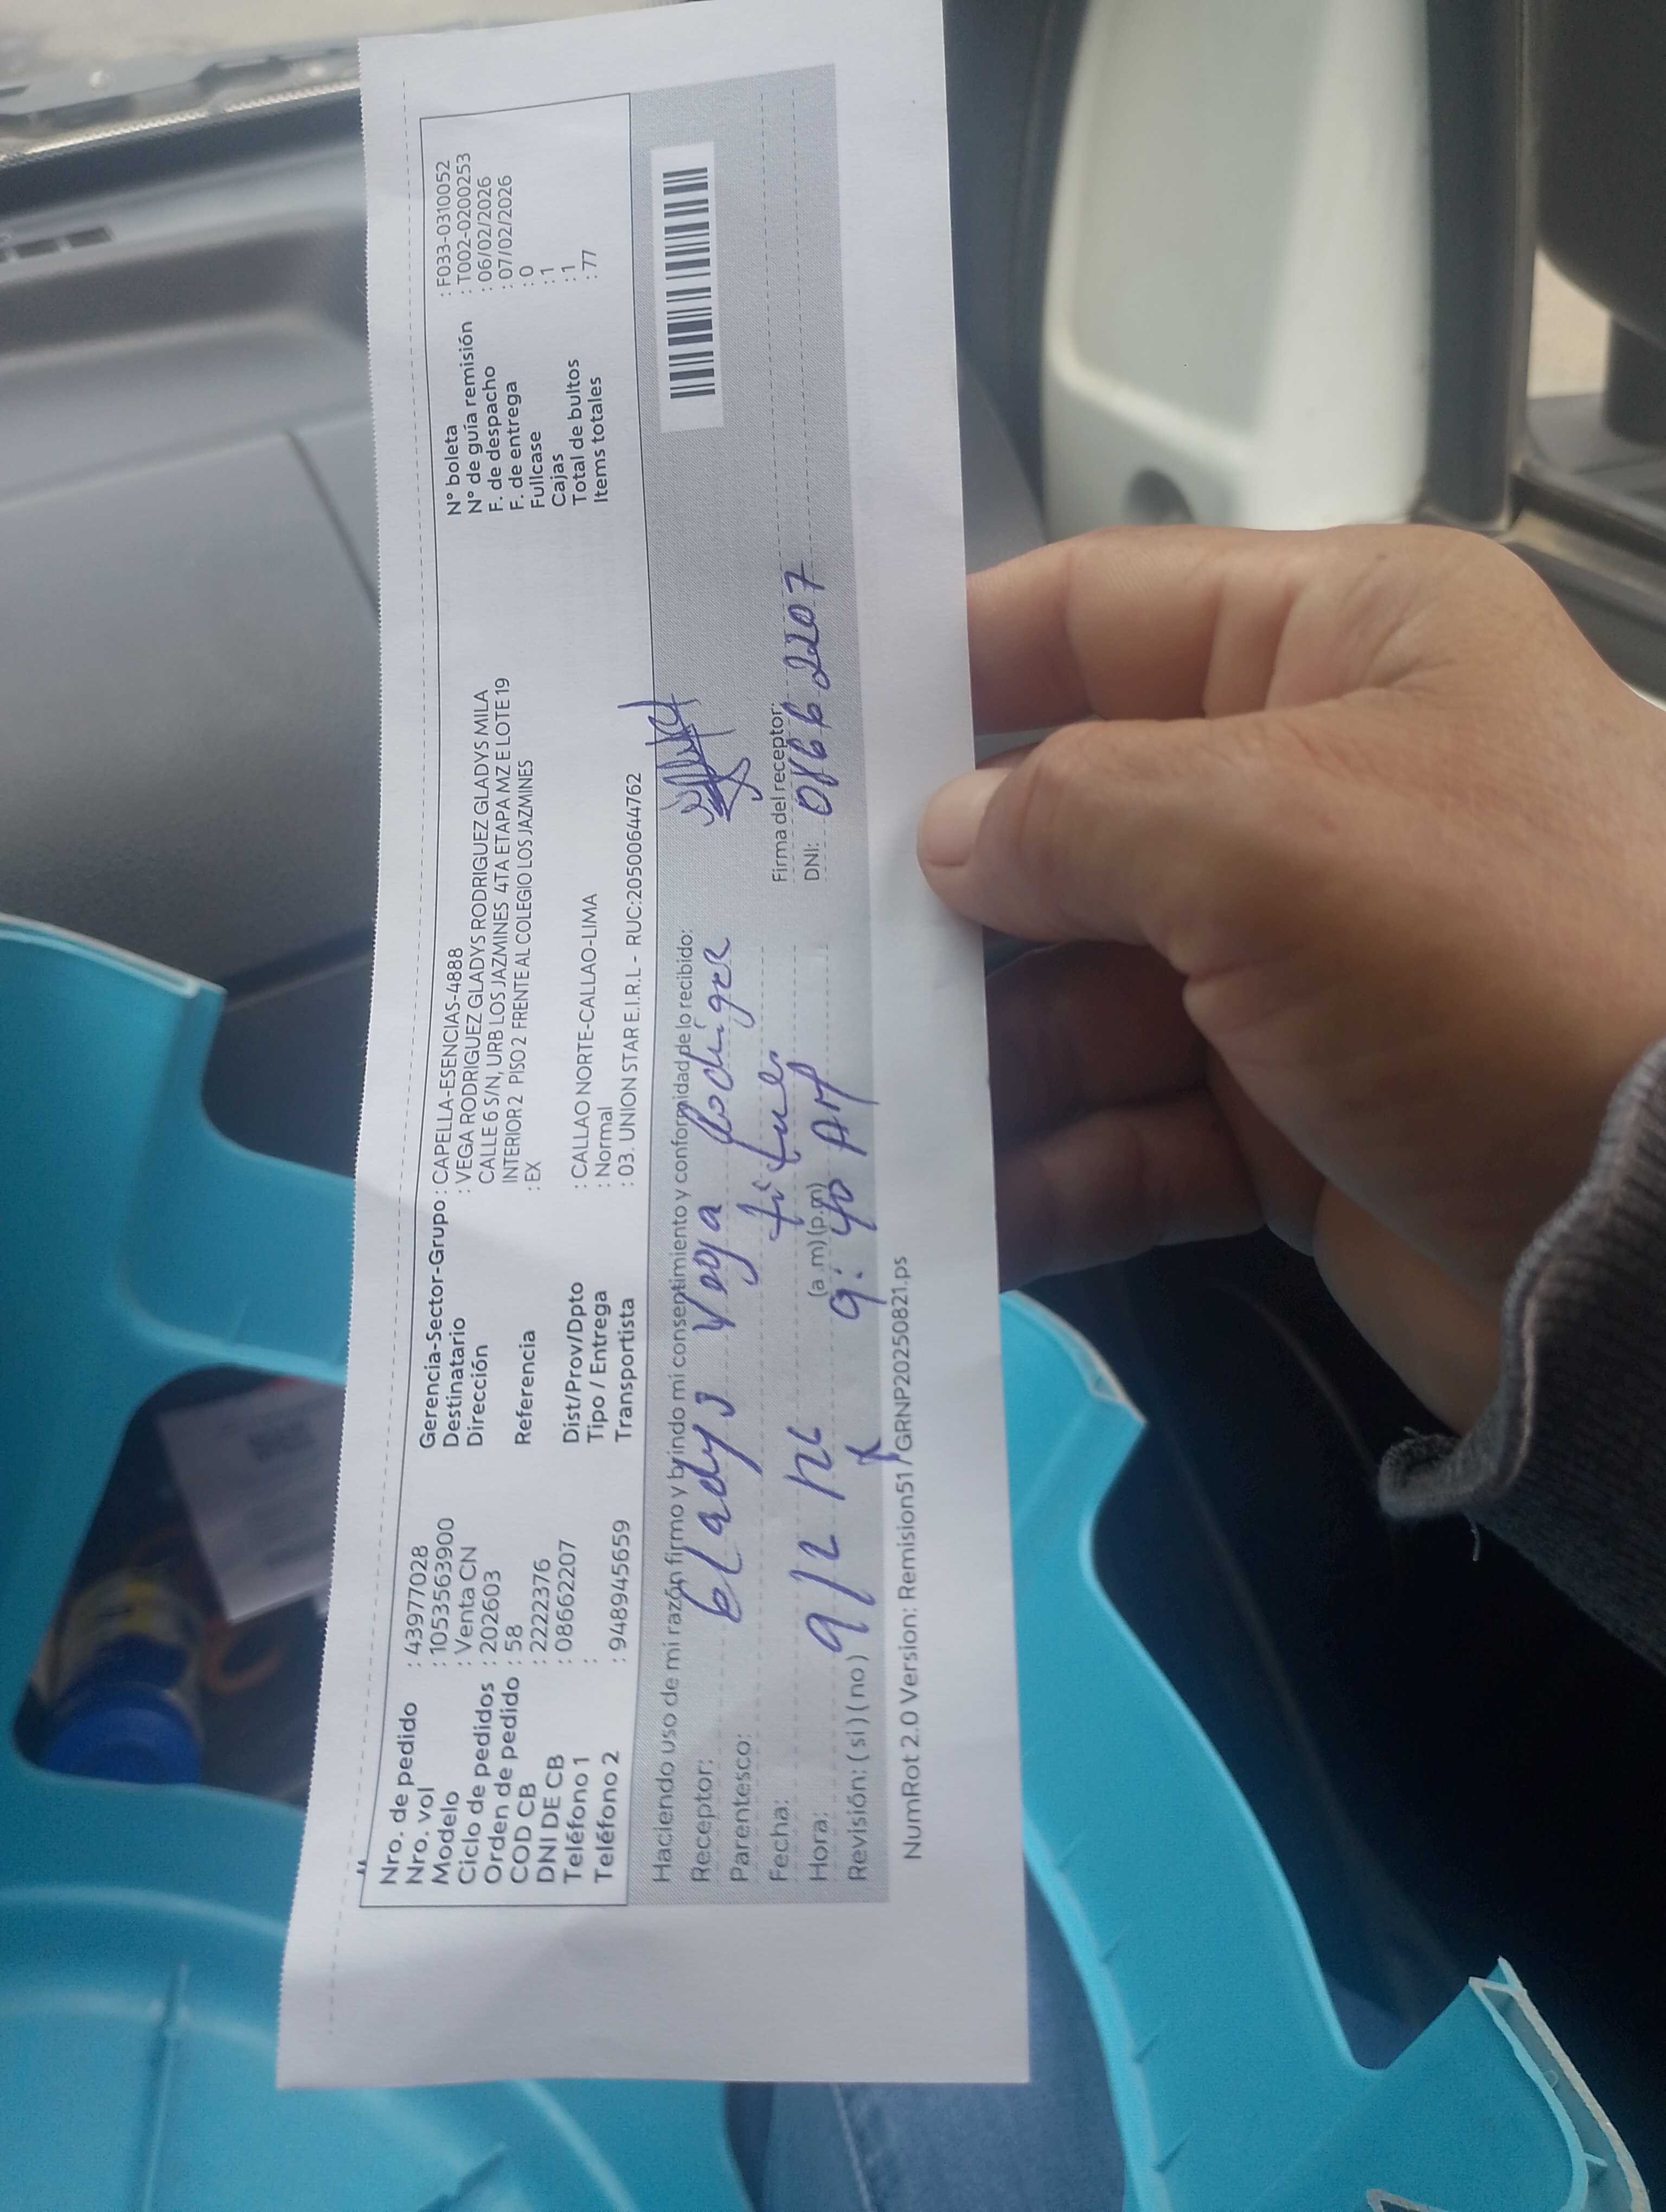 Nro. de pedido : 43977028
Nro. vol : 1053563900
Modelo : Venta CN
Ciclo de pedidos : 202603
Orden de pedido : 58
COD CB : 2222376
DNI DE CB : 08662207
Teléfono 1 :
Teléfono 2 : 948945659
Gerencia-Sector-Grupo : CAPELLA-ESENCIAS-4888
Destinatario : VEGA RODRIGUEZ GLADYS RODRIGUEZ GLADYS MILA
Dirección CALLE 6 S/N, URB LOS JAZMINES 4TA ETAPA MZ E LOTE 19
INTERIOR 2 PISO 2 FRENTE AL COLEGIO LOS JAZMINES
Referencia : EX
Dist/Prov/Dpto : CALLAO NORTE-CALLAO-LIMA
Tipo / Entrega : Normal
Transportista : 03. UNION STAR E.I.R.L - RUC:20500644762
N° boleta : F033-0310052
N° de guía remisión : T002-0200253
F. de despacho : 06/02/2026
F. de entrega : 07/02/2026
Fullcase : 0
Cajas : 1
Total de bultos : 1
Items totales : 77
Haciendo uso de mi razón firmo y brindo mi consentimiento y conformidad de lo recibido:
Receptor: Gladys Vega Rodriguez
Parentesco:
Fecha: 9/2/26
Hora: (a.m) (p.m) 9:40 AM
Revisión: (si) (no)
Firma del receptor:
DNI: 08662207
NumRot 2.0 Version: Remision51/GRNP20250821.ps